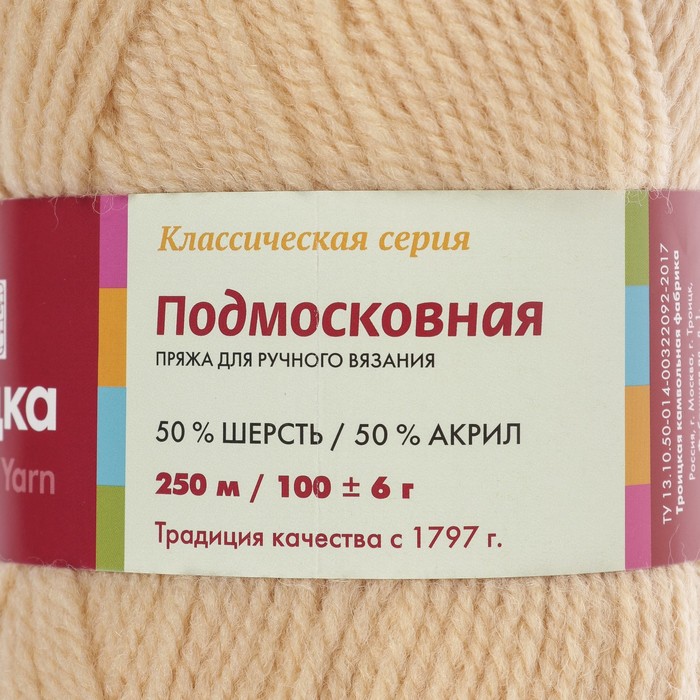 Классическая серия
Подмосковная
ПРЯЖА ДЛЯ РУЧНОГО ВЯЗАНИЯ
50 % ШЕРСТЬ / 50 % АКРИЛ
250 м / 100 ± 6 г
Традиция качества с 1797 г.
Yarn
ТУ 13.10.50-014-00322092-2017
Троицкая камвольная фабрика
Россия, г. Москва, г. Троицк,